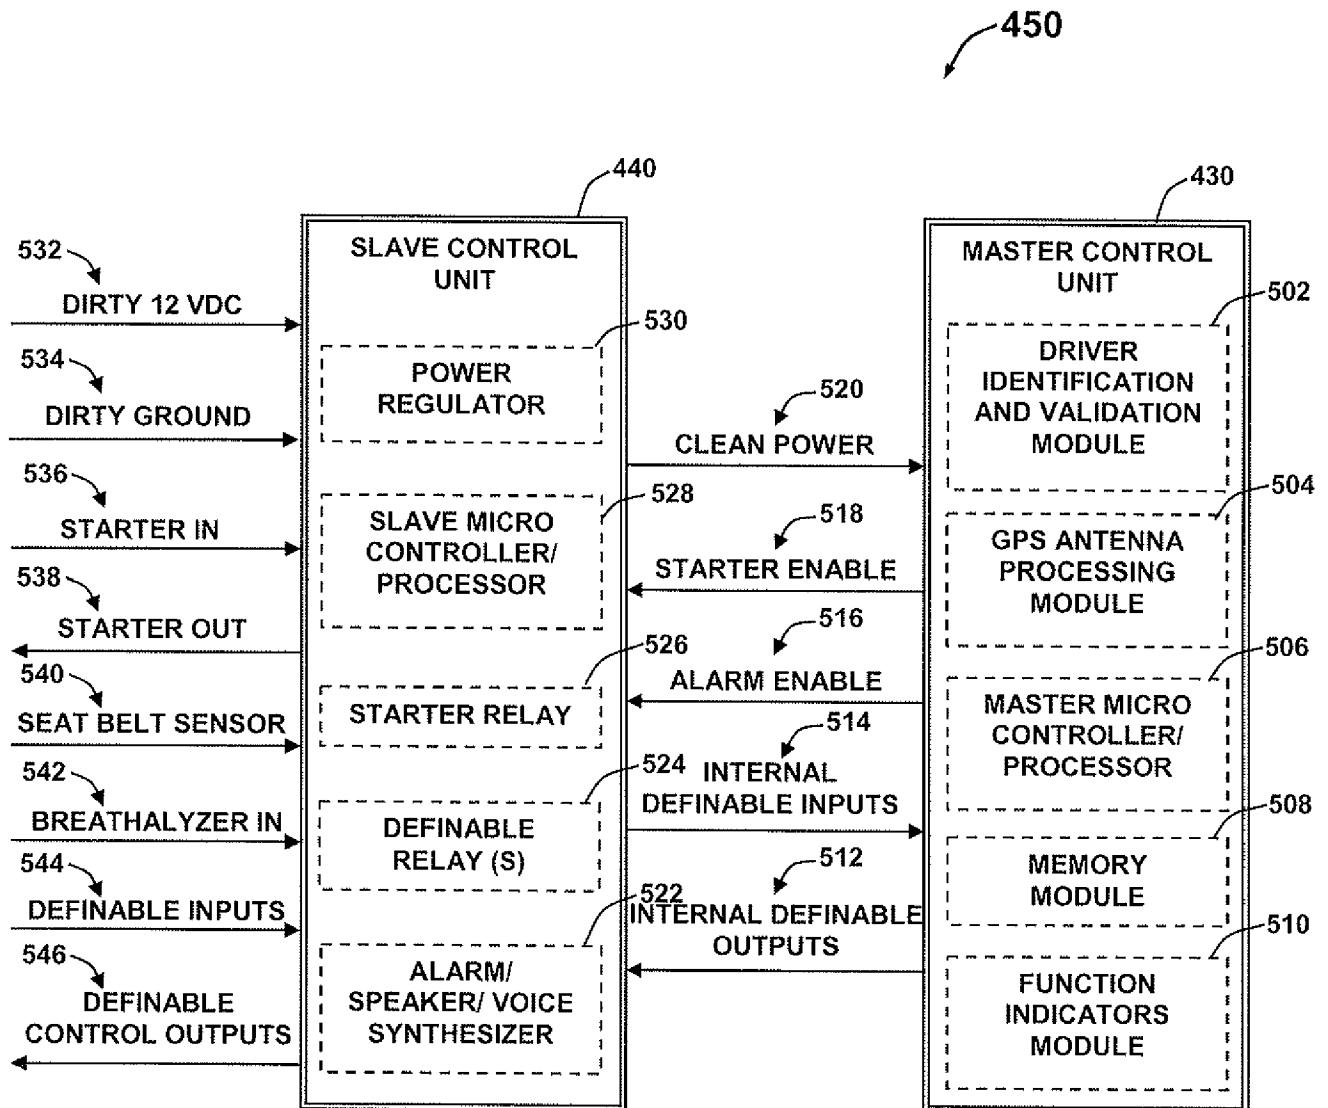 450
440
430
SLAVE CONTROL
UNIT
MASTER CONTROL
UNIT
532
DIRTY 12 VDC
534
DIRTY GROUND
536
STARTER IN
538
STARTER OUT
540
SEAT BELT SENSOR
542
BREATHALYZER IN
544
DEFINABLE INPUTS
546
DEFINABLE
CONTROL OUTPUTS
530
POWER
REGULATOR
528
SLAVE MICRO
CONTROLLER/
PROCESSOR
526
STARTER RELAY
524
DEFINABLE
RELAY (S)
522
ALARM/
SPEAKER/ VOICE
SYNTHESIZER
520
CLEAN POWER
518
STARTER ENABLE
516
ALARM ENABLE
514
INTERNAL
DEFINABLE INPUTS
512
INTERNAL DEFINABLE
OUTPUTS
502
DRIVER
IDENTIFICATION
AND VALIDATION
MODULE
504
GPS ANTENNA
PROCESSING
MODULE
506
MASTER MICRO
CONTROLLER/
PROCESSOR
508
MEMORY
MODULE
510
FUNCTION
INDICATORS
MODULE